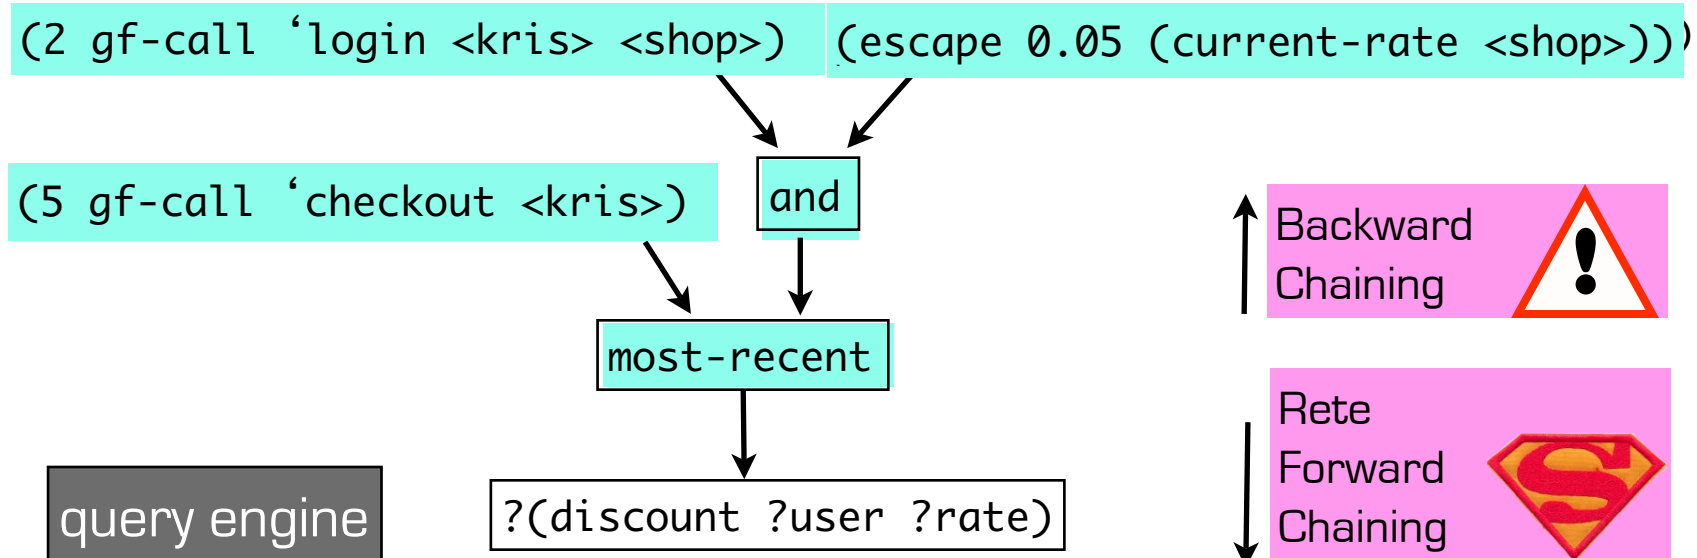 (2 gf-call ‘login <kris> <shop>)
(escape 0.05 (current-rate <shop>)))
(5 gf-call ‘checkout <kris>)
and
Backward
Chaining
!
most-recent
Rete
Forward
Chaining
S
query engine
?(discount ?user ?rate)